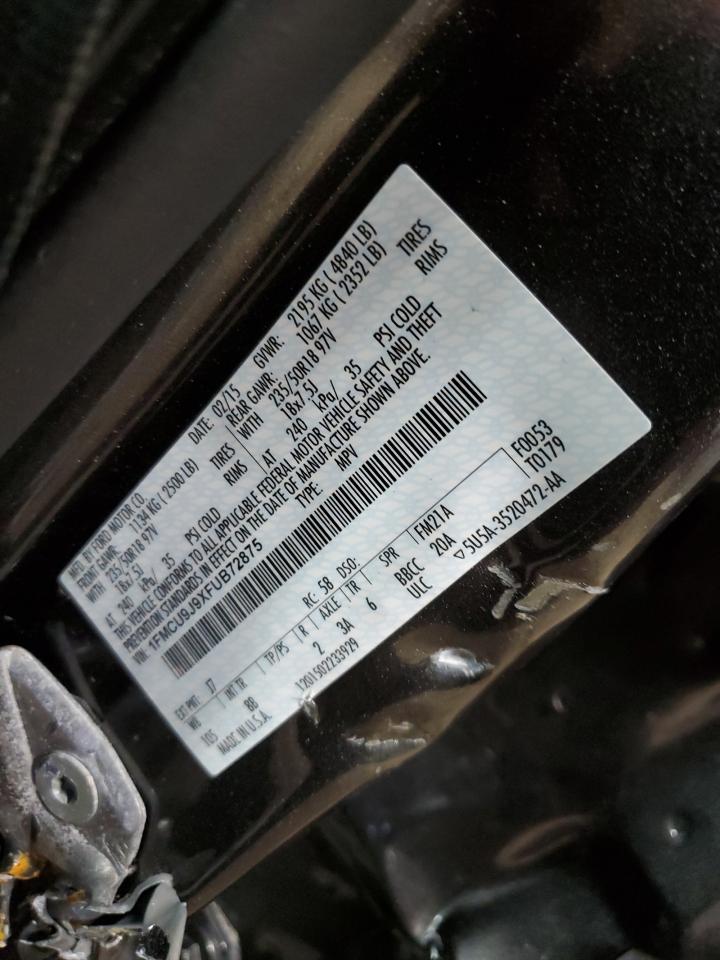 MFD. BY FORD MOTOR CO.
DATE: 02/15 GVWR: 2195 KG ( 4840 LB)
FRONT GAWR: 1134 KG ( 2500 LB) REAR GAWR: 1067 KG ( 2352 LB)
WITH 235/50R18 97V TIRES WITH 235/50R18 97V TIRES
18x7.5J RIMS 18x7.5J RIMS
AT 240 kPa/ 35 PSI COLD AT 240 kPa/ 35 PSI COLD
THIS VEHICLE CONFORMS TO ALL APPLICABLE FEDERAL MOTOR VEHICLE SAFETY AND THEFT
PREVENTION STANDARDS IN EFFECT ON THE DATE OF MANUFACTURE SHOWN ABOVE.
VIN: 1FMCU9J9XFUB72875 TYPE: MPV
F0053
T0179
EXT PNT: J7 RC: 58 DSO: FM21A
WB INT TR TP/PS R AXLE TR SPR
105 8B 2 3A 6 BBCC 20A
ULC
MADE IN U.S.A. 1201502233929 ▽5U5A-3520472-AA